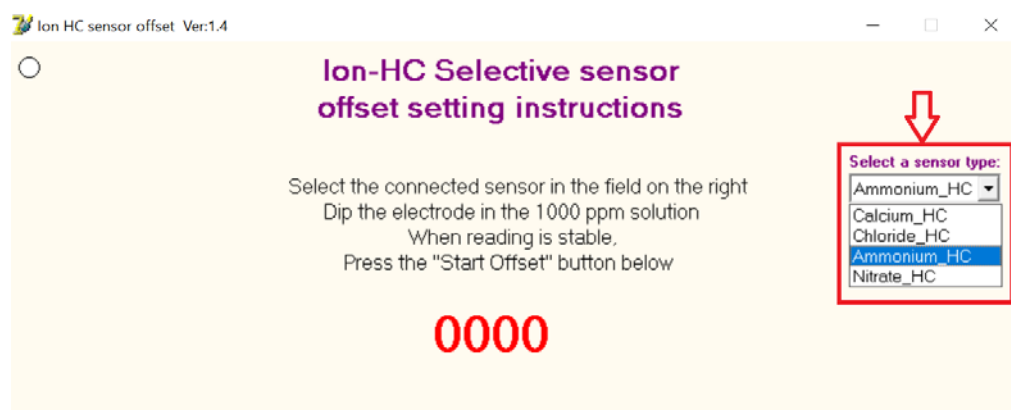 Ion HC sensor offset Ver:1.4
Ion-HC Selective sensor
offset setting instructions
Select a sensor type:
Ammonium_HC
Calcium_HC
Chloride_HC
Ammonium_HC
Nitrate_HC
Select the connected sensor in the field on the right
Dip the electrode in the 1000 ppm solution
When reading is stable,
Press the "Start Offset" button below
0000